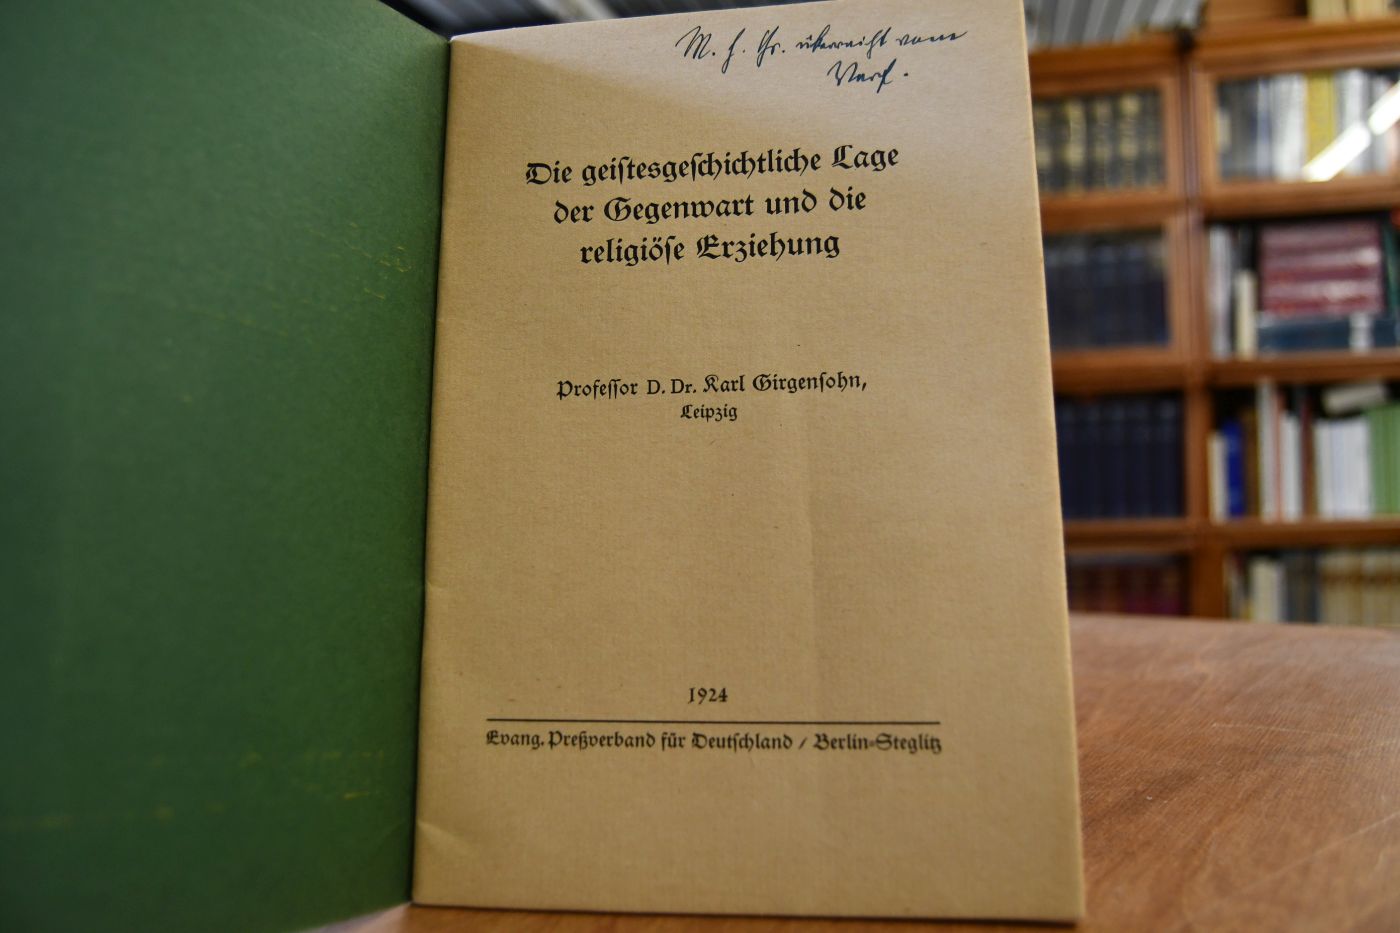 M. h. Gr. überreicht vom
Verf.
Die geiſtesgeſchichtliche Lage
der Gegenwart und die
religiöſe Erziehung
Profeſſor D. Dr. Karl Girgenſohn,
Leipzig
1924
Evang. Preßverband für Deutſchland / Berlin-Steglitz